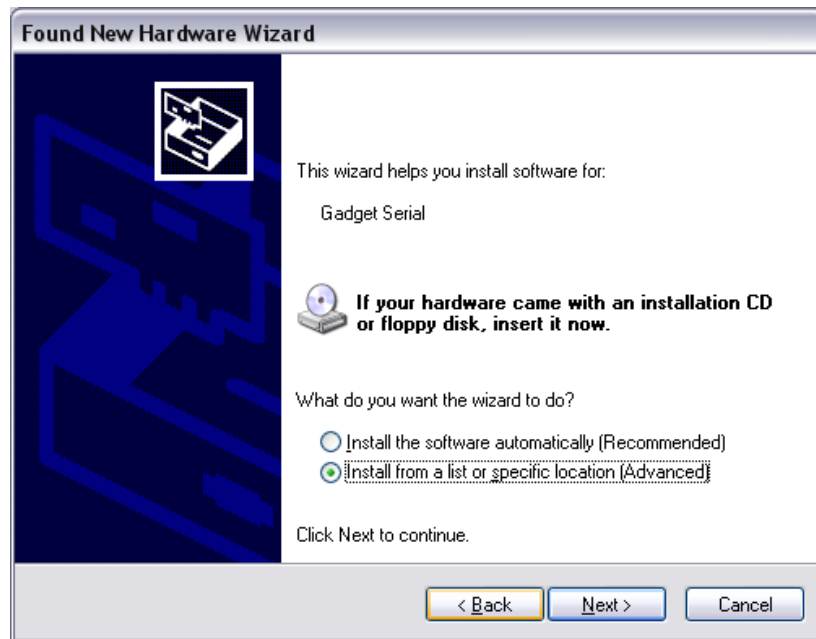 Found New Hardware Wizard
This wizard helps you install software for:
Gadget Serial
If your hardware came with an installation CD
or floppy disk, insert it now.
What do you want the wizard to do?
Install the software automatically (Recommended)
Install from a list or specific location (Advanced)
Click Next to continue.
< Back
Next >
Cancel